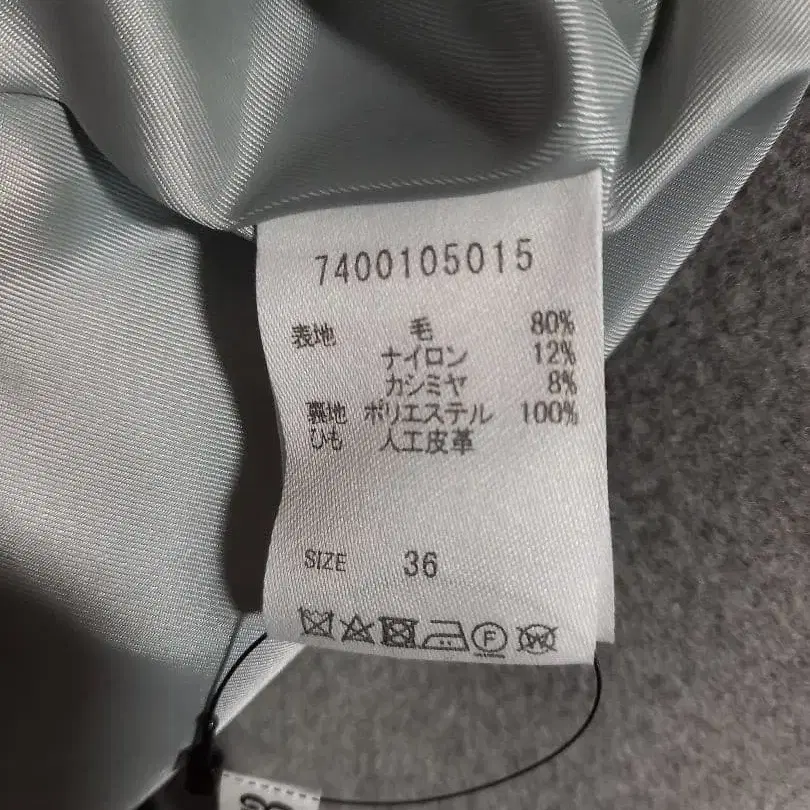 7400105015
表地 毛 80%
ナイロン 12%
カシミヤ 8%
裏地 ポリエステル 100%
ひも 人工皮革
SIZE 36
F W